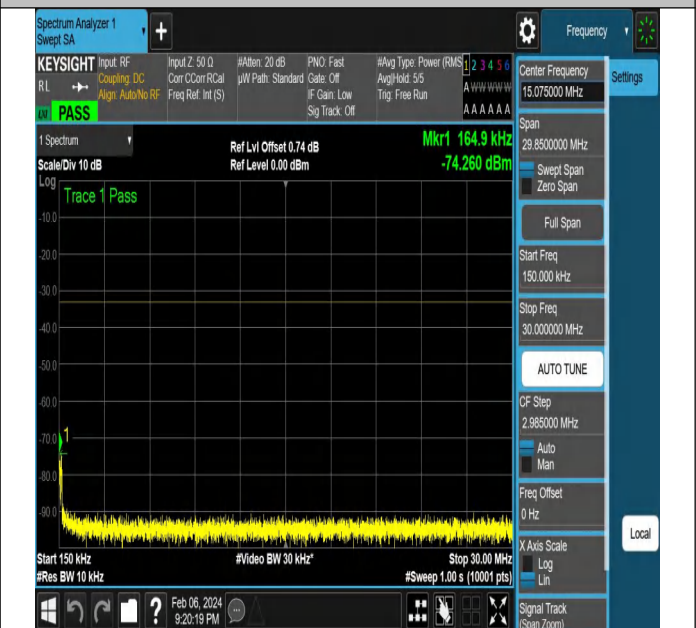 Spectrum Analyzer 1
Swept SA
Frequency
KEYSIGHT
RL
PASS
Input: RF
Coupling: DC
Align: Auto/No RF
Input Z: 50 Ω
Corr CCorr RCal
Freq Ref: Int (S)
#Atten: 20 dB
µW Path: Standard
PNO: Fast
Gate: Off
IF Gain: Low
Sig Track: Off
#Avg Type: Power (RMS
Avg|Hold: 5/5
Trig: Free Run
1 2 3 4 5 6
A W W W W W
A A A A A A
1 Spectrum
Scale/Div 10 dB
Ref Lvl Offset 0.74 dB
Ref Level 0.00 dBm
Mkr1 164.9 kHz
-74.260 dBm
Log
Trace 1 Pass
-10.0
-20.0
-30.0
-40.0
-50.0
-60.0
-70.0
-80.0
-90.0
1
Start 150 kHz
#Res BW 10 kHz
#Video BW 30 kHz*
Stop 30.00 MHz
#Sweep 1.00 s (10001 pts)
Feb 06, 2024
9:20:19 PM
Center Frequency
15.075000 MHz
Settings
Span
29.8500000 MHz
Swept Span
Zero Span
Full Span
Start Freq
150.000 kHz
Stop Freq
30.000000 MHz
AUTO TUNE
CF Step
2.985000 MHz
Auto
Man
Freq Offset
0 Hz
X Axis Scale
Log
Lin
Local
Signal Track
(Span Zoom)